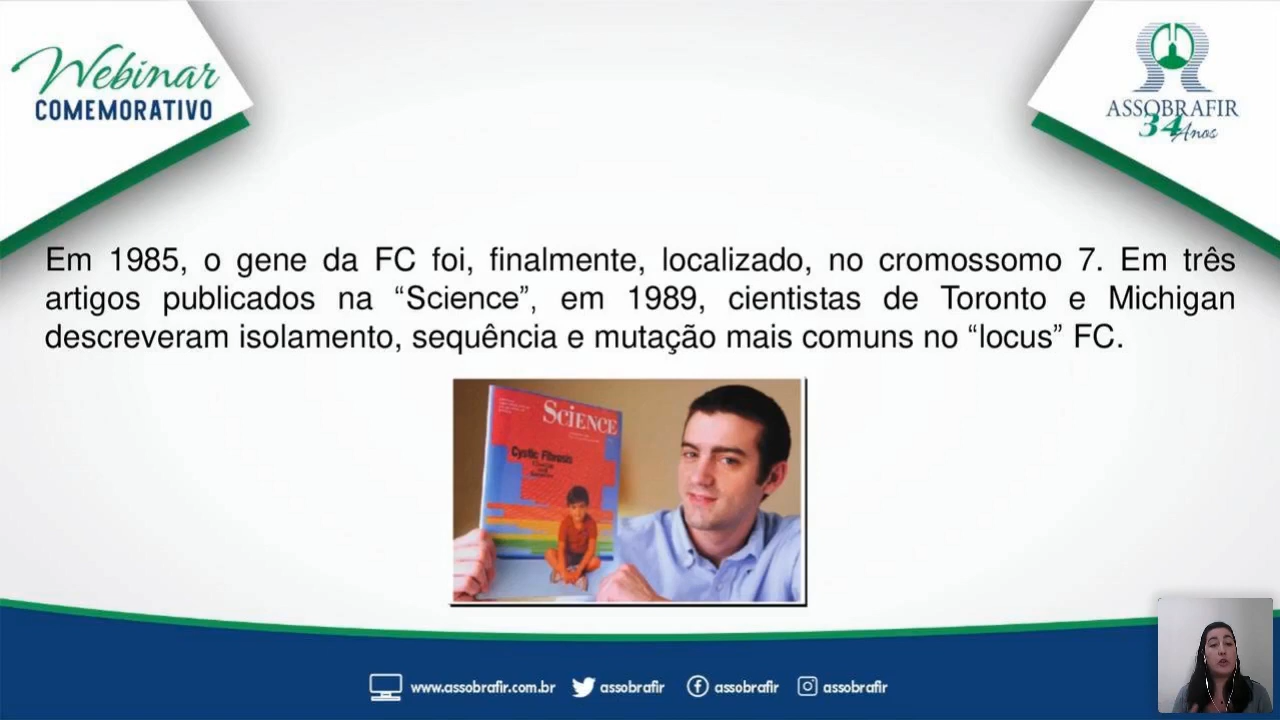 Webinar
COMEMORATIVO
ASSOBRAFIR
34 Anos
Em 1985, o gene da FC foi, finalmente, localizado, no cromossomo 7. Em três
artigos publicados na “Science”, em 1989, cientistas de Toronto e Michigan
descreveram isolamento, sequência e mutação mais comuns no “locus” FC.
SCIENCE
Cystic Fibrosis
www.assobrafir.com.br assobrafir assobrafir assobrafir